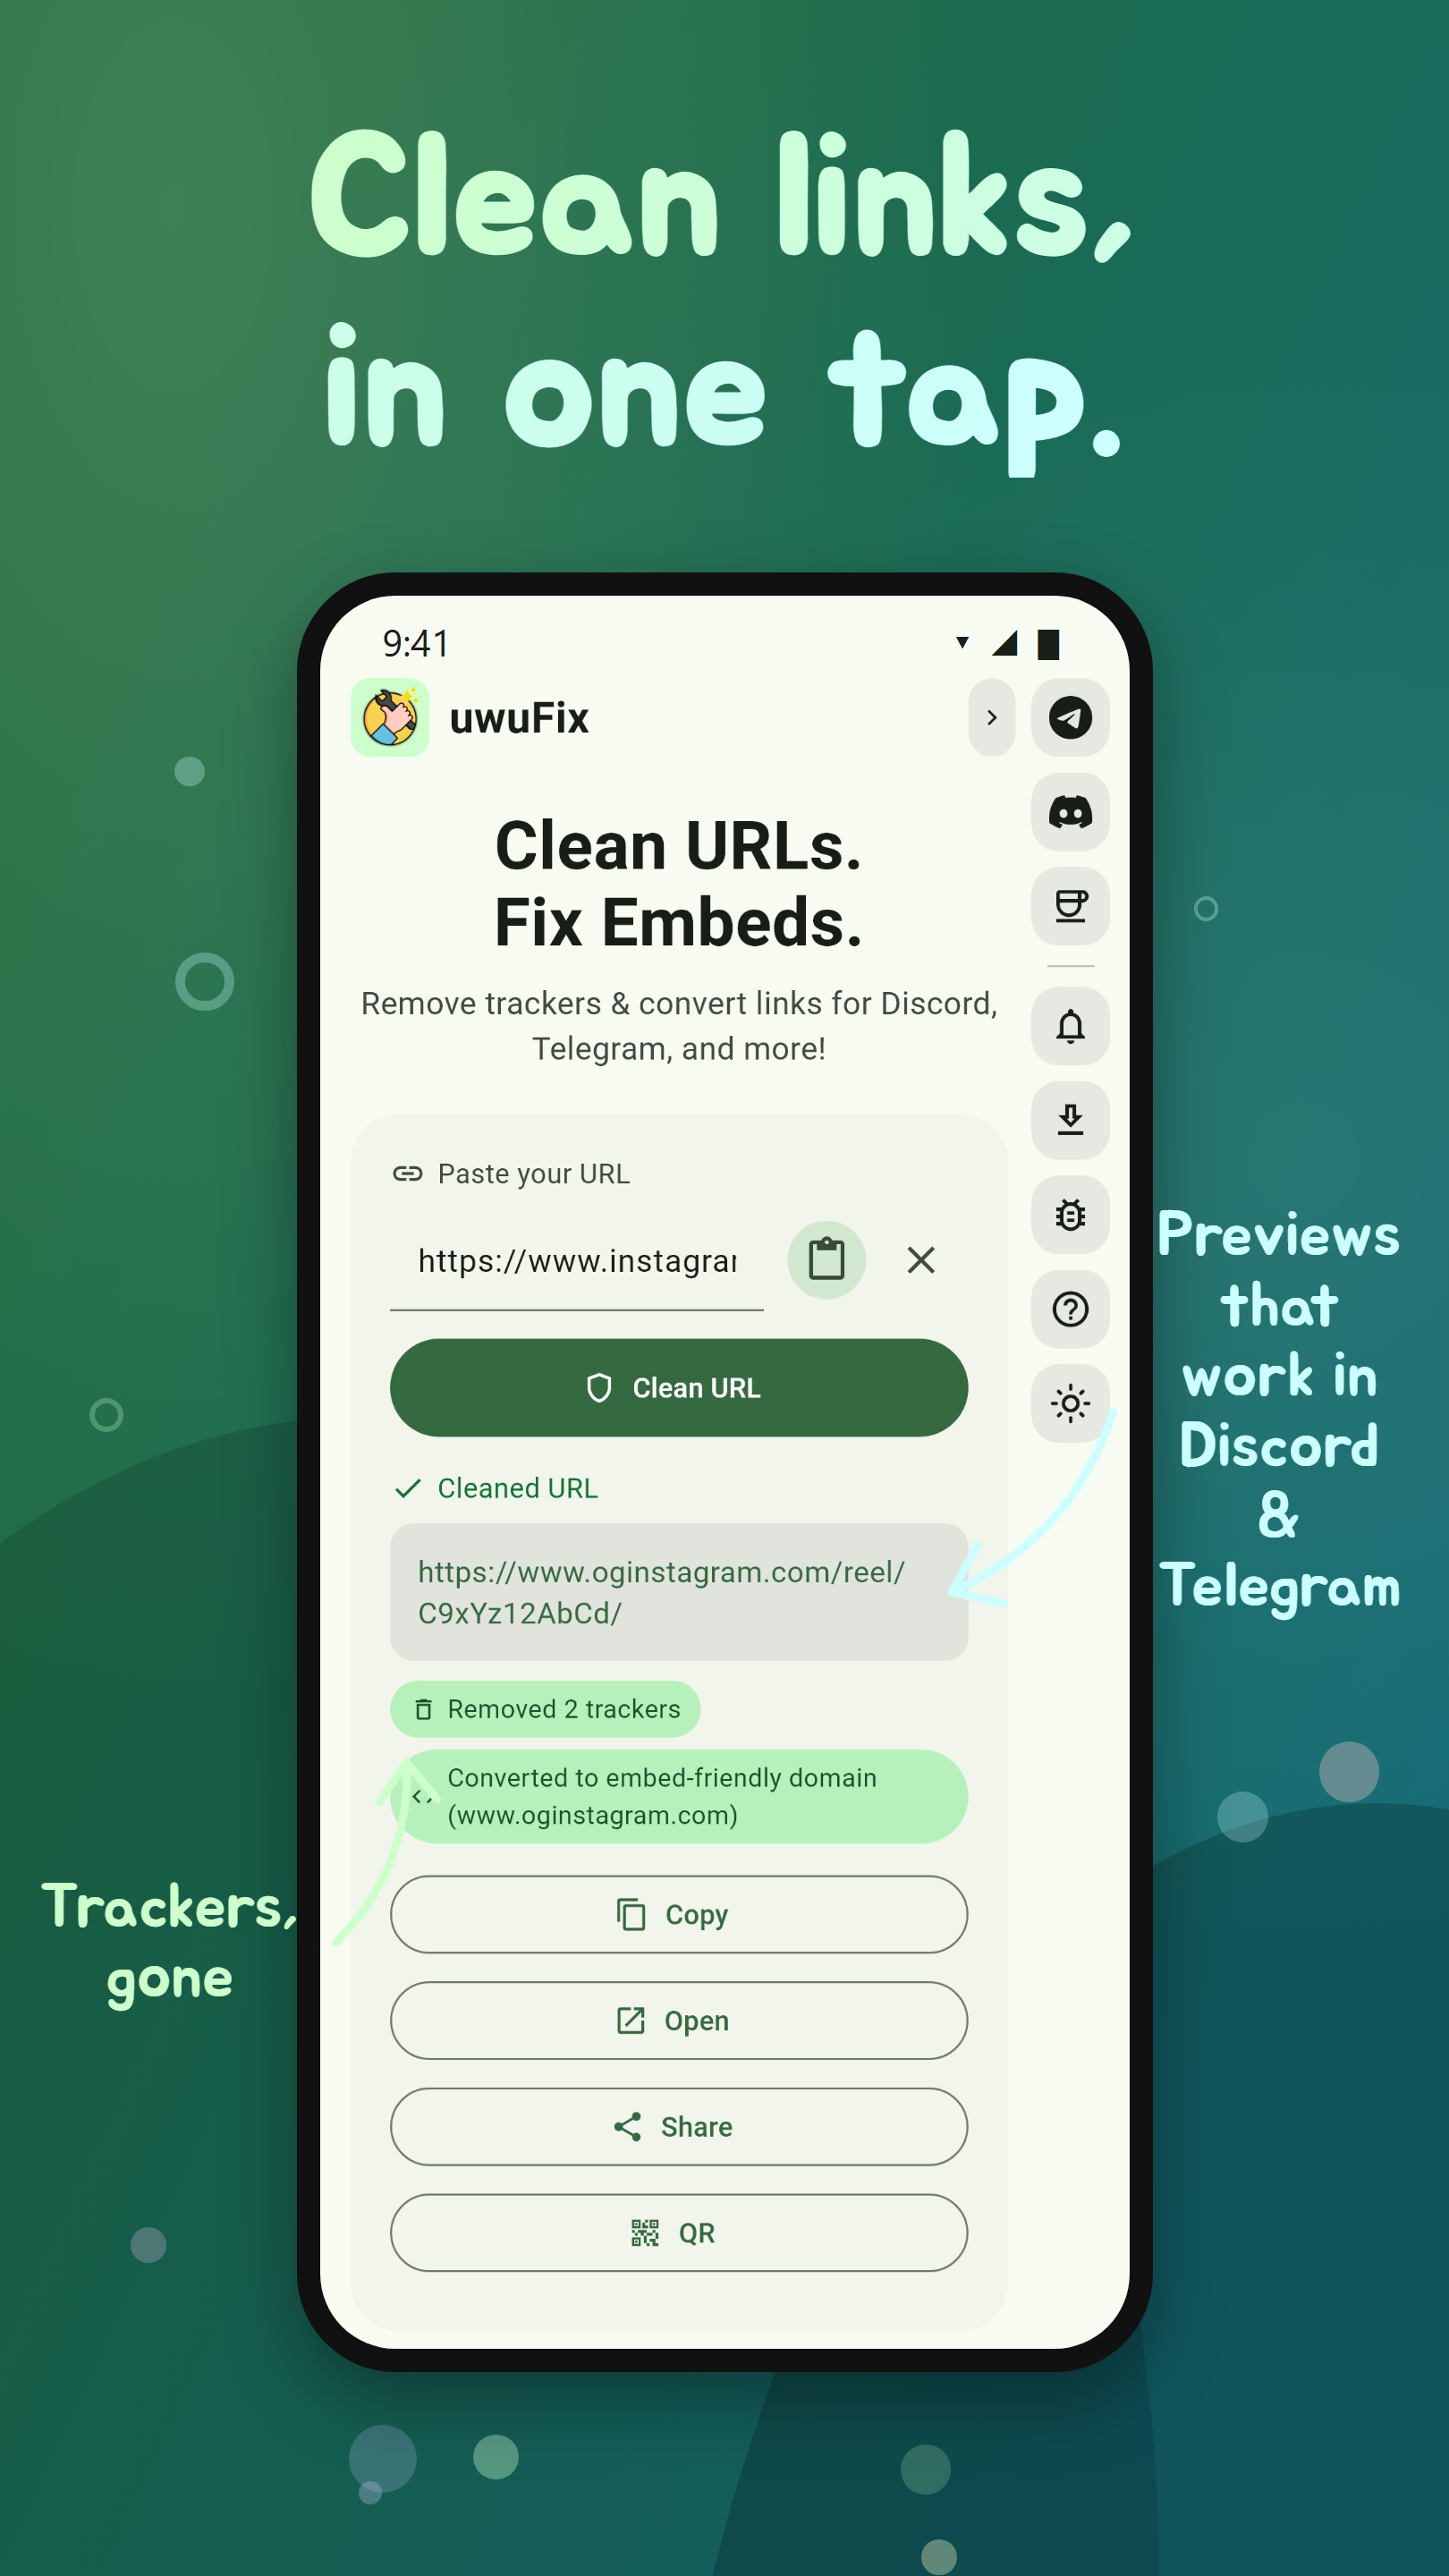 Clean links,
in one tap.
9:41
uwuFix
Clean URLs.
Fix Embeds.
Remove trackers & convert links for Discord,
Telegram, and more!
Paste your URL
https://www.instagra
Clean URL
Cleaned URL
https://www.oginstagram.com/reel/
C9xYz12AbCd/
Removed 2 trackers
Converted to embed-friendly domain
(www.oginstagram.com)
Copy
Open
Share
QR
Previews
that
work in
Discord
&
Telegram
Trackers,
gone